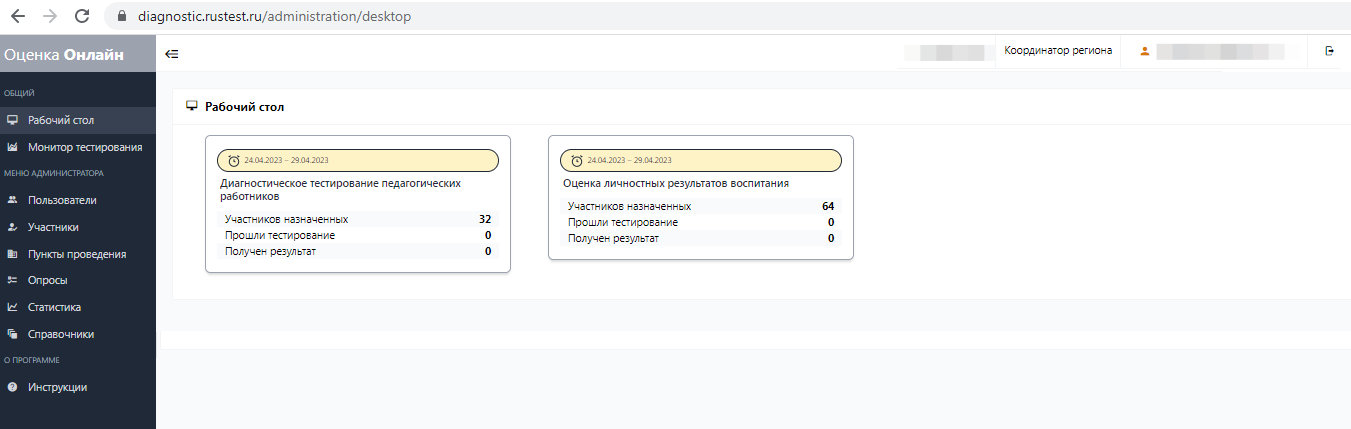 diagnostic.rustest.ru/administration/desktop
Оценка Онлайн
Координатор региона
ОБЩИЙ
Рабочий стол
Монитор тестирования
МЕНЮ АДМИНИСТРАТОРА
Пользователи
Участники
Пункты проведения
Опросы
Статистика
Справочники
О ПРОГРАММЕ
Инструкции
Рабочий стол
24.04.2023 – 29.04.2023
Диагностическое тестирование педагогических
работников
Участников назначенных 32
Прошли тестирование 0
Получен результат 0
24.04.2023 – 29.04.2023
Оценка личностных результатов воспитания
Участников назначенных 64
Прошли тестирование 0
Получен результат 0